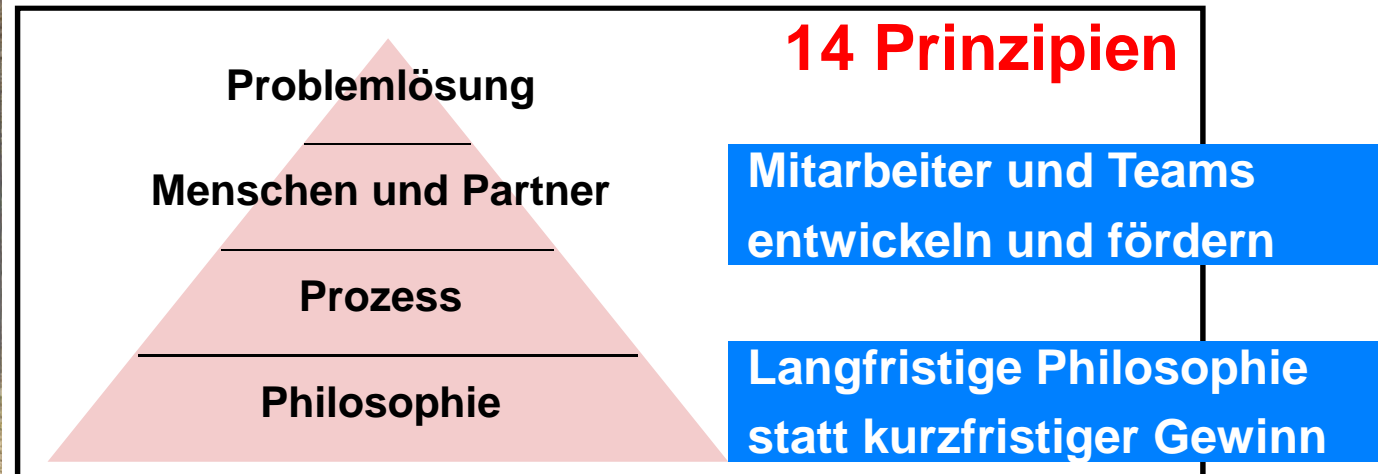 14 Prinzipien
Problemlösung
Menschen und Partner
Mitarbeiter und Teams
entwickeln und fördern
Prozess
Philosophie
Langfristige Philosophie
statt kurzfristiger Gewinn